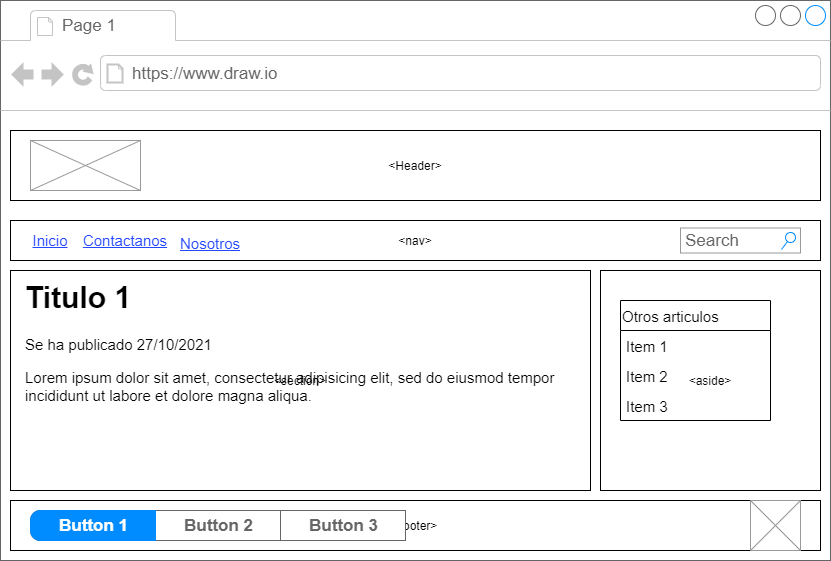 Page 1
https://www.draw.io
<Header>
Inicio Contactanos Nosotros <nav> Search
Titulo 1
Se ha publicado 27/10/2021
Lorem ipsum dolor sit amet, consectetur adipisicing elit, sed do eiusmod tempor
<section>
incididunt ut labore et dolore magna aliqua.
Otros articulos
Item 1
Item 2 <aside>
Item 3
Button 1 Button 2 Button 3 ooter>